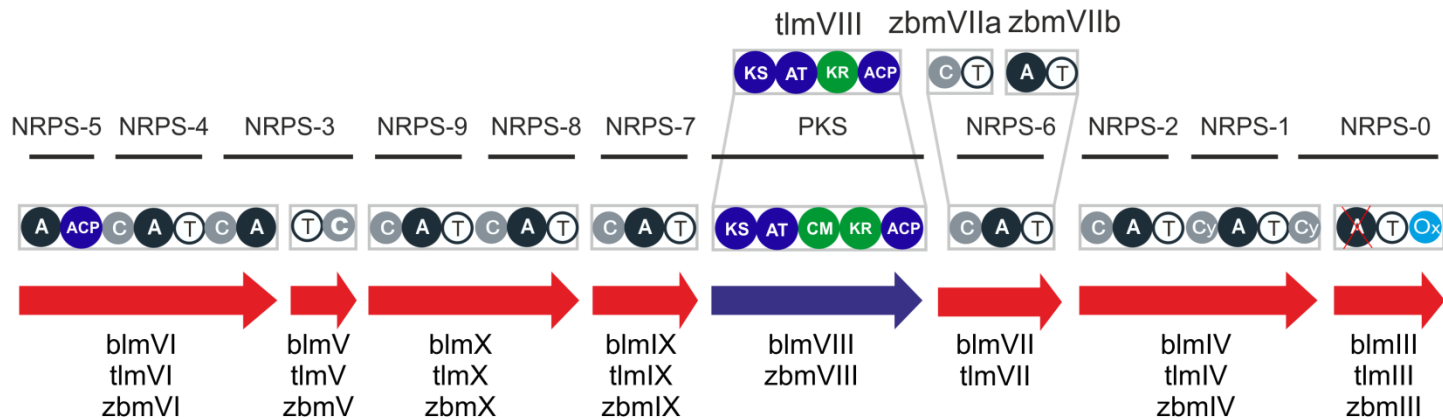 tlmVIII zbmVIIa zbmVIIb
KS AT KR ACP C T A T
NRPS-5 NRPS-4 NRPS-3 NRPS-9 NRPS-8 NRPS-7 PKS NRPS-6 NRPS-2 NRPS-1 NRPS-0
A ACP C A T C A T C C A T C A T C A T KS AT CM KR ACP C A T C A T Cy A T Cy A T Ox
blmVI blmV blmX blmIX blmVIII blmVII blmIV blmIII
tlmVI tlmV tlmX tlmIX zbmVIII tlmVII tlmIV tlmIII
zbmVI zbmV zbmX zbmIX zbmIV zbmIII